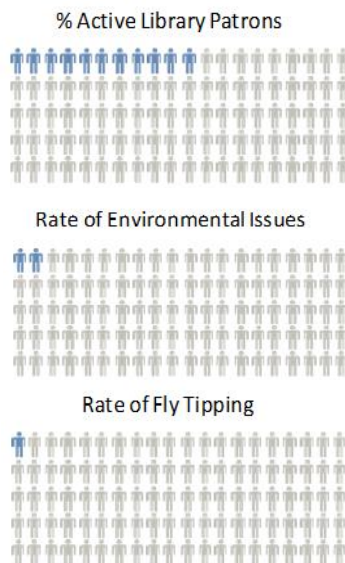 % Active Library Patrons
Rate of Environmental Issues
Rate of Fly Tipping